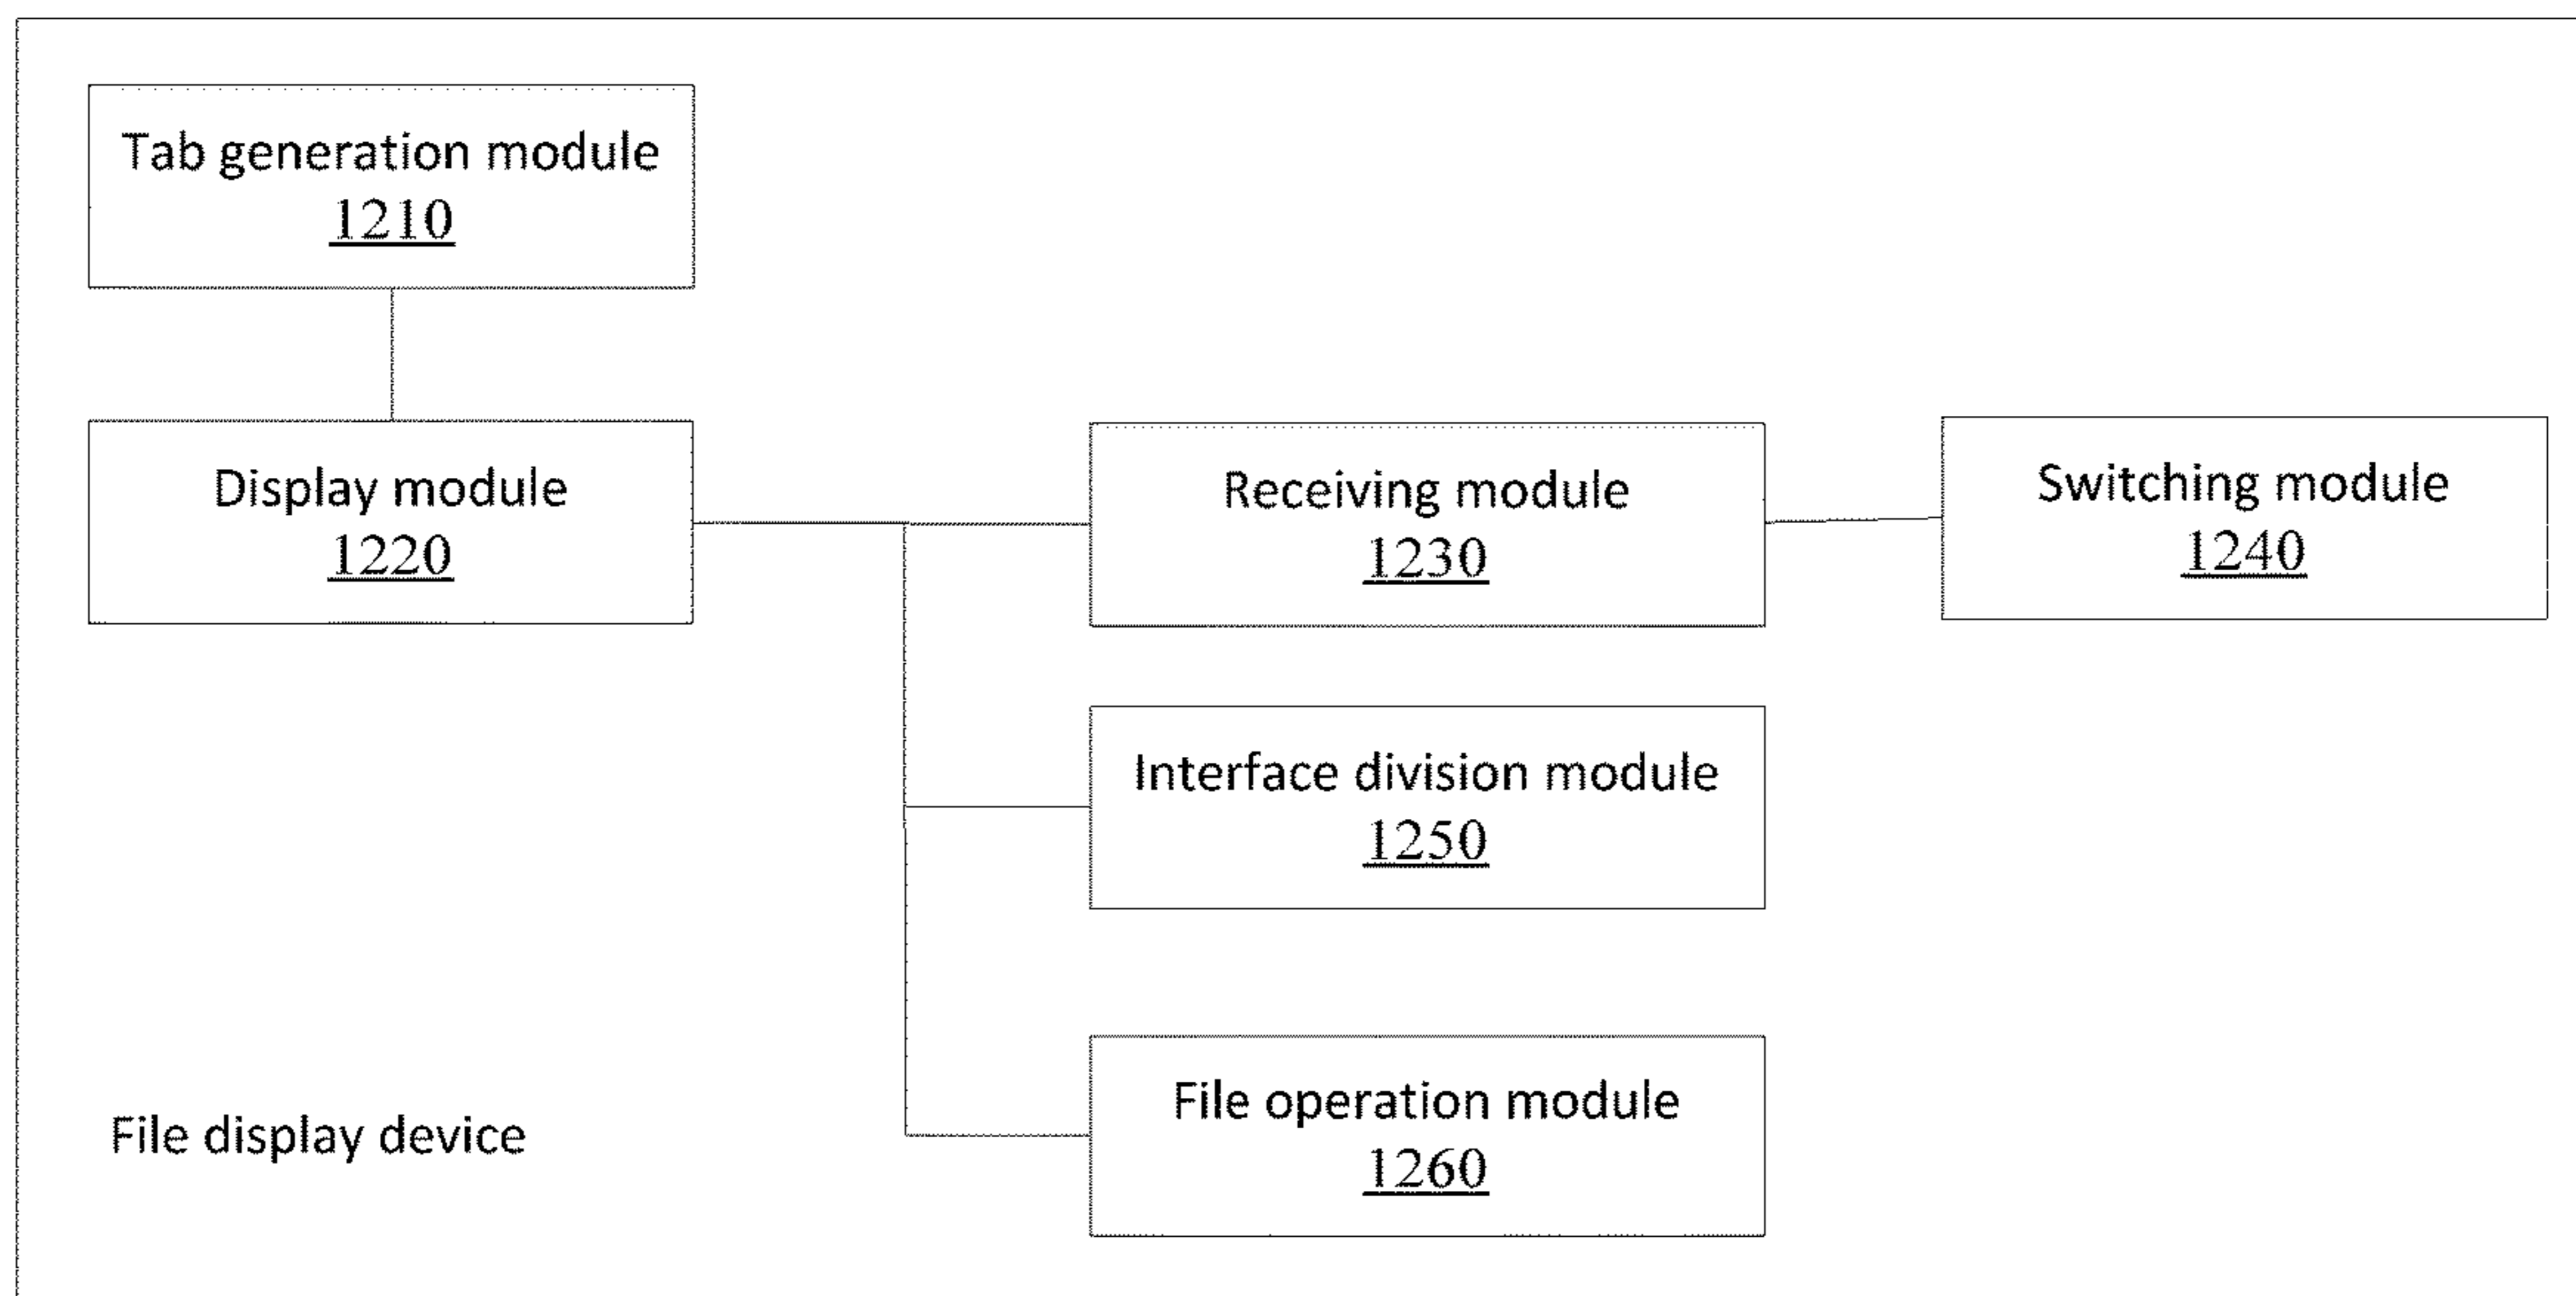 Tab generation module
1210
Display module
1220
Receiving module
1230
Switching module
1240
Interface division module
1250
File operation module
1260
File display device